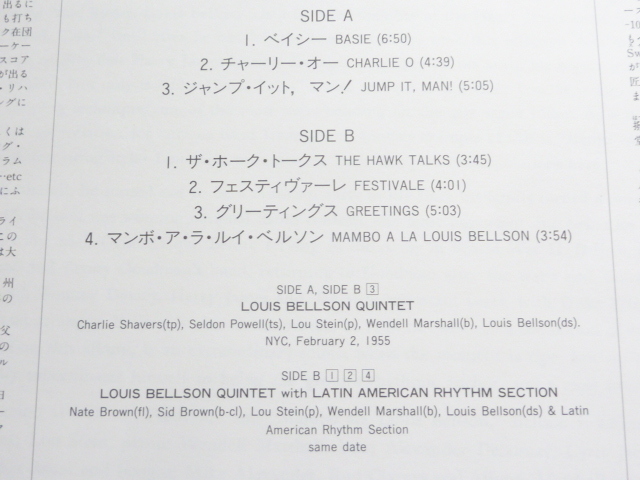 SIDE A
1. ベイシー BASIE (6:50)
2. チャーリー・オー CHARLIE O (4:39)
3. ジャンプ・イット, マン! JUMP IT, MAN! (5:05)
SIDE B
1. ザ・ホーク・トークス THE HAWK TALKS (3:45)
2. フェスティヴァーレ FESTIVALE (4:01)
3. グリーティングス GREETINGS (5:03)
4. マンボ・ア・ラ・ルイ・ベルソン MAMBO A LA LOUIS BELLSON (3:54)
SIDE A, SIDE B 3
LOUIS BELLSON QUINTET
Charlie Shavers(tp), Seldon Powell(ts), Lou Stein(p), Wendell Marshall(b), Louis Bellson(ds).
NYC, February 2, 1955
SIDE B 1 2 4
LOUIS BELLSON QUINTET with LATIN AMERICAN RHYTHM SECTION
Nate Brown(fl), Sid Brown(b-cl), Lou Stein(p), Wendell Marshall(b), Louis Bellson(ds) & Latin
American Rhythm Section
same date